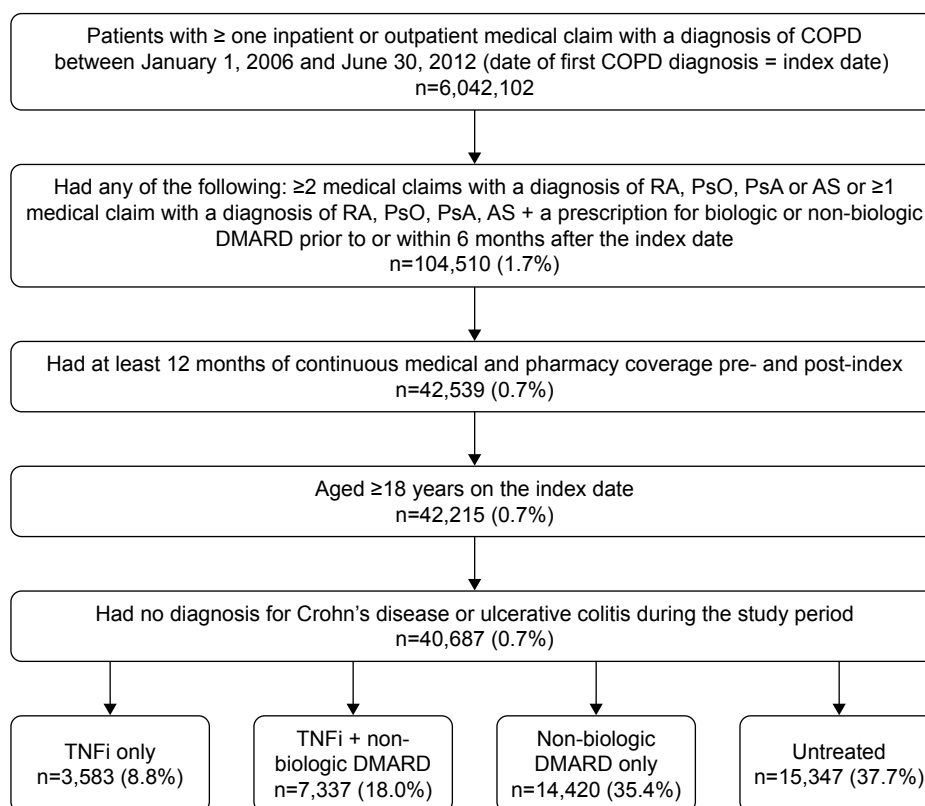 Patients with ≥ one inpatient or outpatient medical claim with a diagnosis of COPD
between January 1, 2006 and June 30, 2012 (date of first COPD diagnosis = index date)
n=6,042,102
Had any of the following: ≥2 medical claims with a diagnosis of RA, PsO, PsA or AS or ≥1
medical claim with a diagnosis of RA, PsO, PsA, AS + a prescription for biologic or non-biologic
DMARD prior to or within 6 months after the index date
n=104,510 (1.7%)
Had at least 12 months of continuous medical and pharmacy coverage pre- and post-index
n=42,539 (0.7%)
Aged ≥18 years on the index date
n=42,215 (0.7%)
Had no diagnosis for Crohn’s disease or ulcerative colitis during the study period
n=40,687 (0.7%)
TNFi only
n=3,583 (8.8%)
TNFi + non-
biologic DMARD
n=7,337 (18.0%)
Non-biologic
DMARD only
n=14,420 (35.4%)
Untreated
n=15,347 (37.7%)